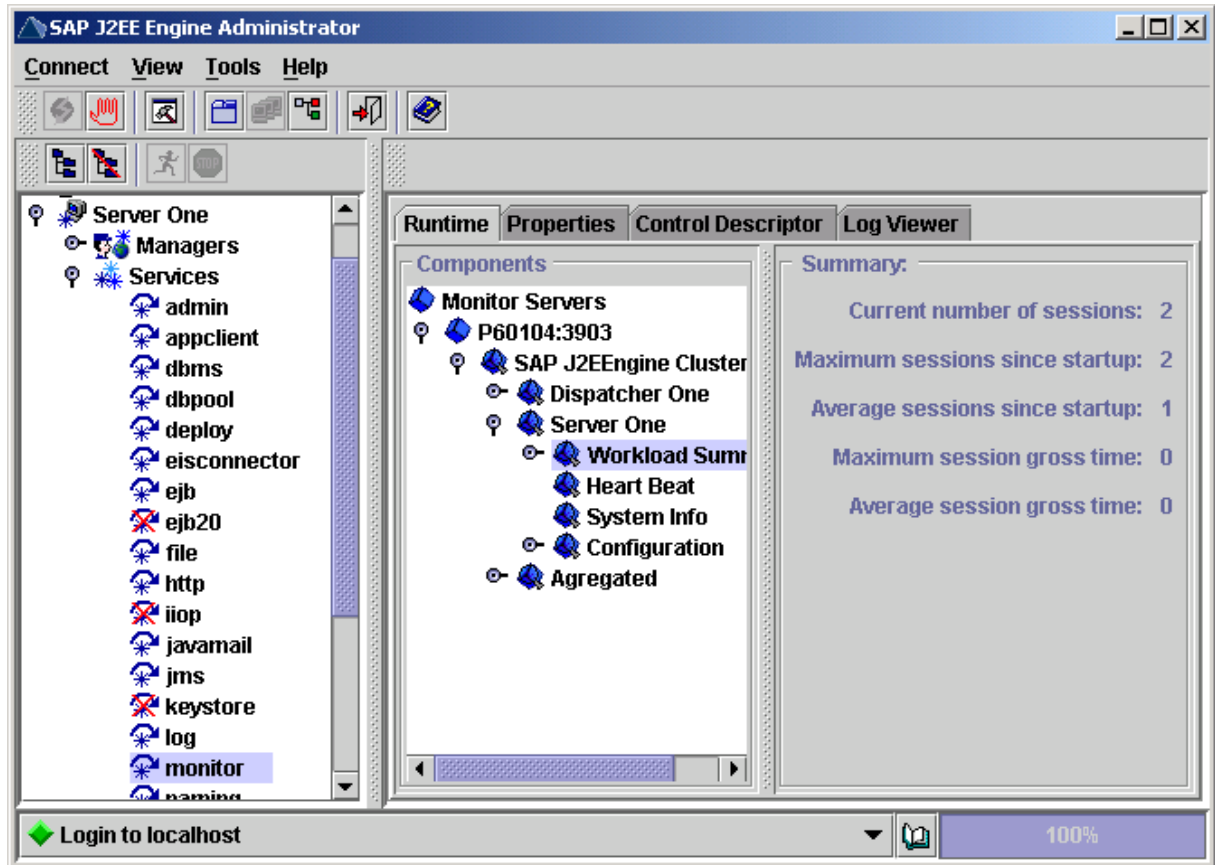 SAP J2EE Engine Administrator
Connect View Tools Help
STOP
Server One
Managers
Services
admin
appclient
dbms
dbpool
deploy
eisconnector
ejb
ejb20
file
http
iiop
javamail
jms
keystore
log
monitor
naming
Runtime Properties Control Descriptor Log Viewer
Components
Monitor Servers
P60104:3903
SAP J2EEngine Cluster
Dispatcher One
Server One
Workload Sumr
Heart Beat
System Info
Configuration
Agregated
Summary:
Current number of sessions: 2
Maximum sessions since startup: 2
Average sessions since startup: 1
Maximum session gross time: 0
Average session gross time: 0
Login to localhost
100%